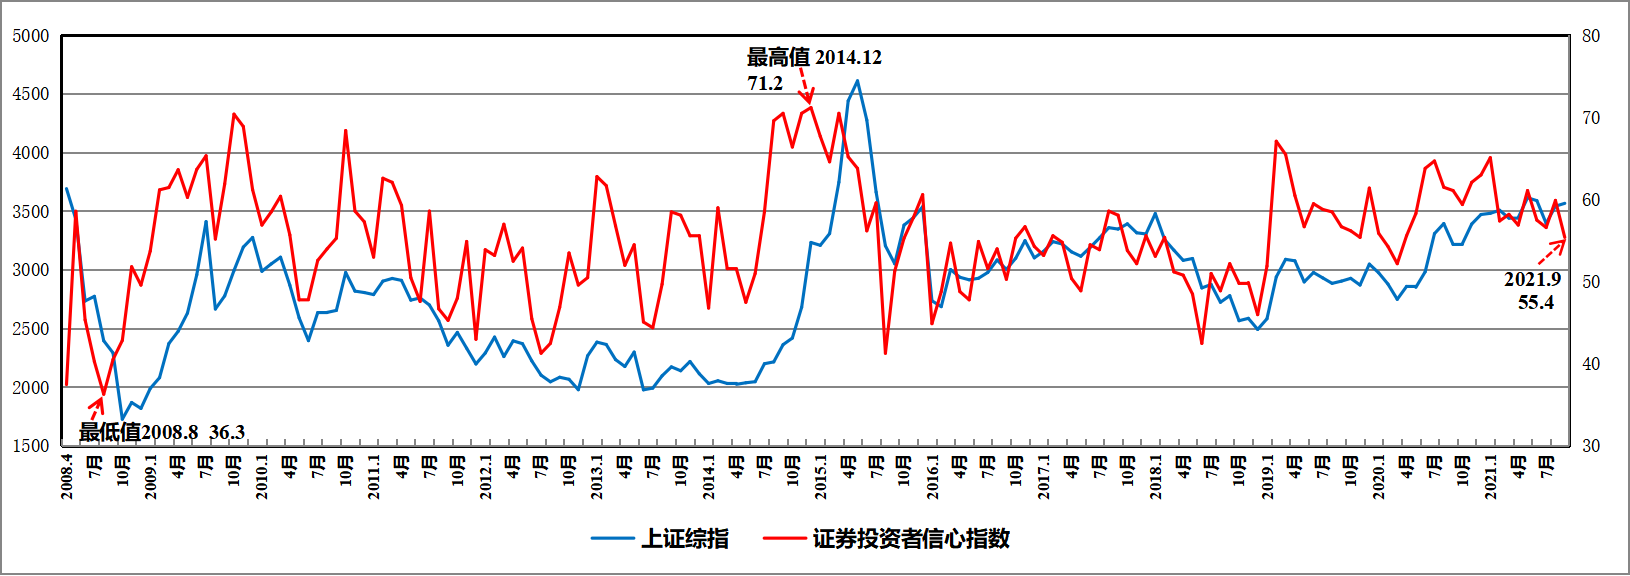 5000
4500
4000
3500
3000
2500
2000
1500
80
70
60
50
40
30
最高值 2014.12
71.2
2021.9
55.4
最低值2008.8 36.3
2008.4
7月
10月
2009.1
4月
7月
10月
2010.1
4月
7月
10月
2011.1
4月
7月
10月
2012.1
4月
7月
10月
2013.1
4月
7月
10月
2014.1
4月
7月
10月
2015.1
4月
7月
10月
2016.1
4月
7月
10月
2017.1
4月
7月
10月
2018.1
4月
7月
10月
2019.1
4月
7月
10月
2020.1
4月
7月
10月
2021.1
4月
7月
上证综指
证券投资者信心指数